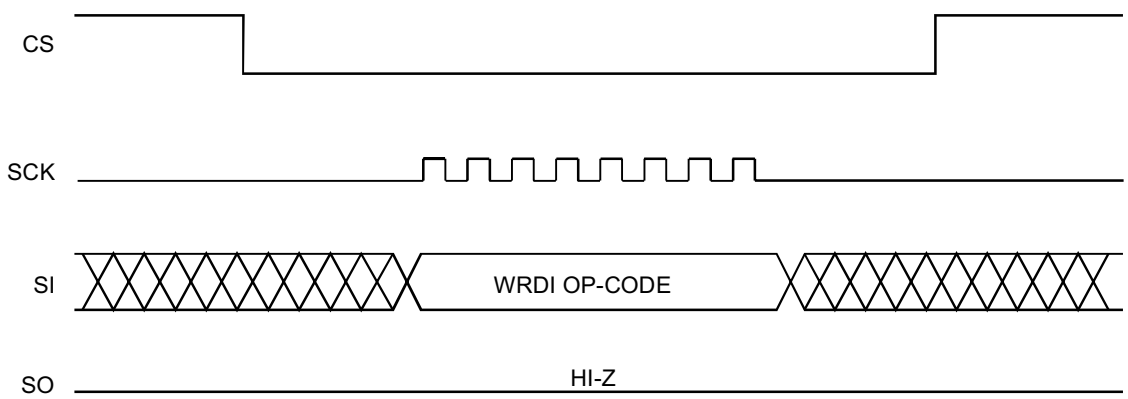 CS
SCK
SI
WRDI OP-CODE
HI-Z
SO